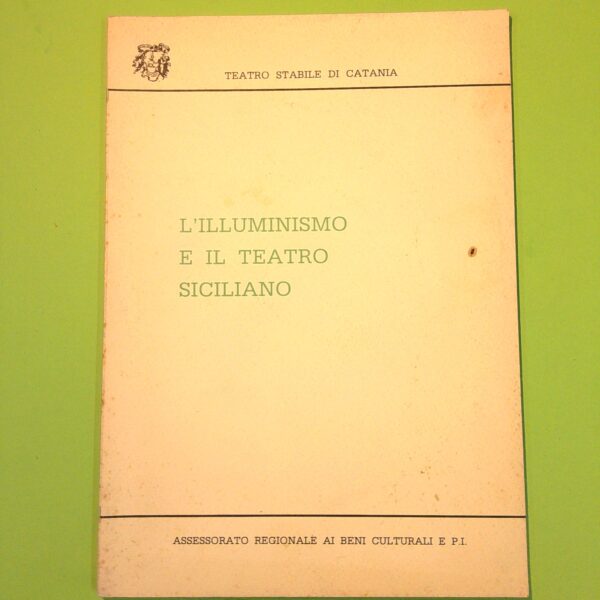 TEATRO STABILE DI CATANIA
L'ILLUMINISMO
E IL TEATRO
SICILIANO
ASSESSORATO REGIONALE AI BENI CULTURALI E P.I.